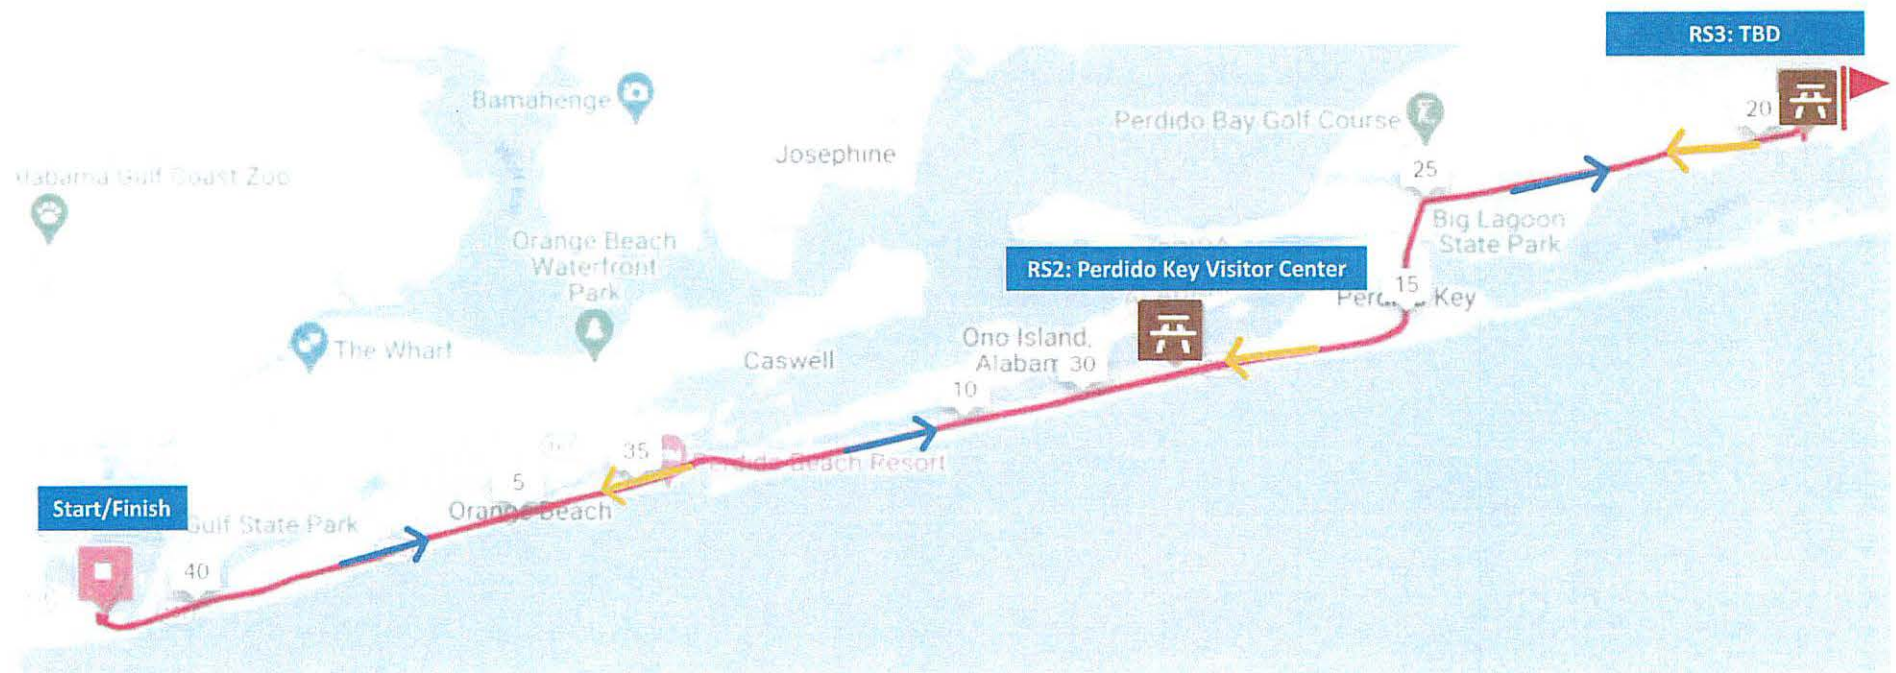 RS3: TBD
Bamahenge
20
Perdido Bay Golf Course
Josephine
25
Gulf Coast Zoo
Big Lagoon
State Park
Orange Beach
Waterfront
Park
RS2: Perdido Key Visitor Center
15
Key
The Wharf
Ono Island,
30
Caswell
10
35
Beach Resort
5
Orange Beach
Start/Finish
Gulf State Park
40